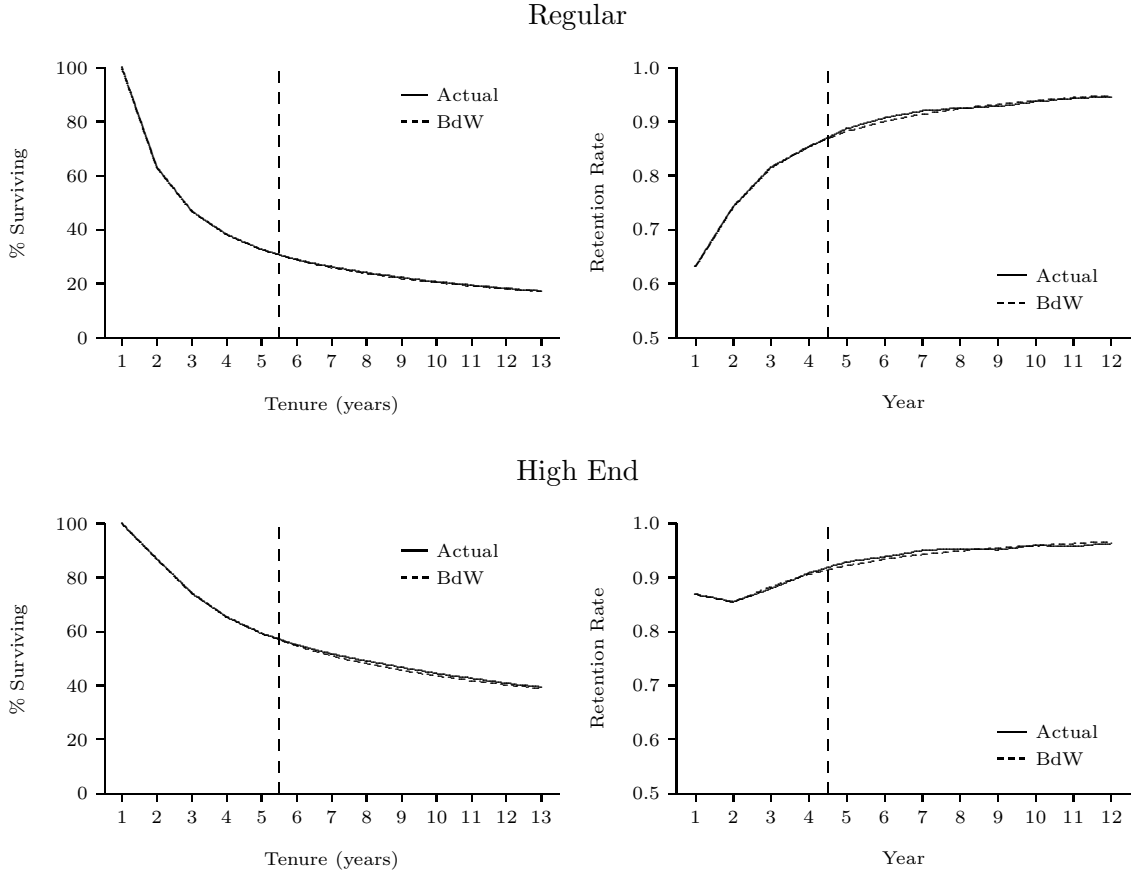 Regular
% Surviving
100
80
60
40
20
0
1 2 3 4 5 6 7 8 9 10 11 12 13
Tenure (years)
Actual
BdW
Retention Rate
1.0
0.9
0.8
0.7
0.6
0.5
1 2 3 4 5 6 7 8 9 10 11 12
Year
Actual
BdW
High End
% Surviving
100
80
60
40
20
0
1 2 3 4 5 6 7 8 9 10 11 12 13
Tenure (years)
Actual
BdW
Retention Rate
1.0
0.9
0.8
0.7
0.6
0.5
1 2 3 4 5 6 7 8 9 10 11 12
Year
Actual
BdW